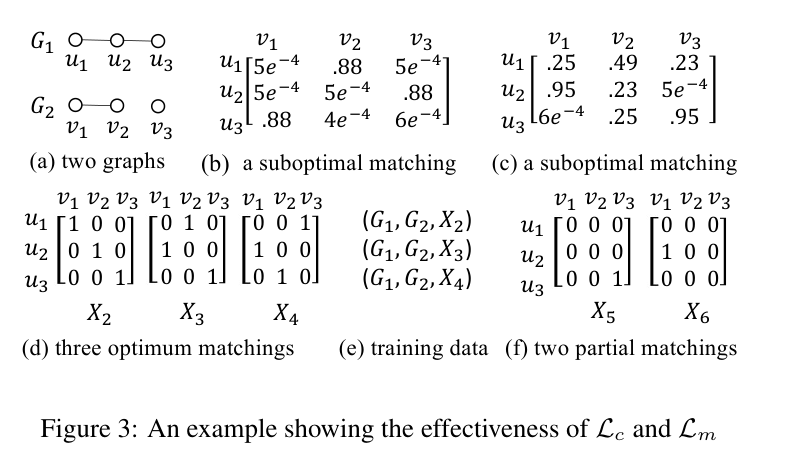 G₁ u₁ u₂ u₃
G₂ v₁ v₂ v₃
(a) two graphs
v₁ v₂ v₃
u₁ [5e⁻⁴ .88 5e⁻⁴]
u₂ [5e⁻⁴ 5e⁻⁴ .88]
u₃ [.88 4e⁻⁴ 6e⁻⁴]
(b) a suboptimal matching
v₁ v₂ v₃
u₁ [.25 .49 .23]
u₂ [.95 .23 5e⁻⁴]
u₃ [6e⁻⁴ .25 .95]
(c) a suboptimal matching
v₁ v₂ v₃ v₁ v₂ v₃ v₁ v₂ v₃
u₁ [1 0 0] [0 1 0] [0 0 1]
u₂ [0 1 0] [1 0 0] [1 0 0]
u₃ [0 0 1] [0 0 1] [0 1 0]
X₂ X₃ X₄
(d) three optimum matchings
(G₁, G₂, X₂)
(G₁, G₂, X₃)
(G₁, G₂, X₄)
(e) training data
v₁ v₂ v₃ v₁ v₂ v₃
u₁ [0 0 0] [0 0 0]
u₂ [0 0 0] [1 0 0]
u₃ [0 0 1] [0 0 0]
X₅ X₆
(f) two partial matchings
Figure 3: An example showing the effectiveness of ℒ_c and ℒ_m